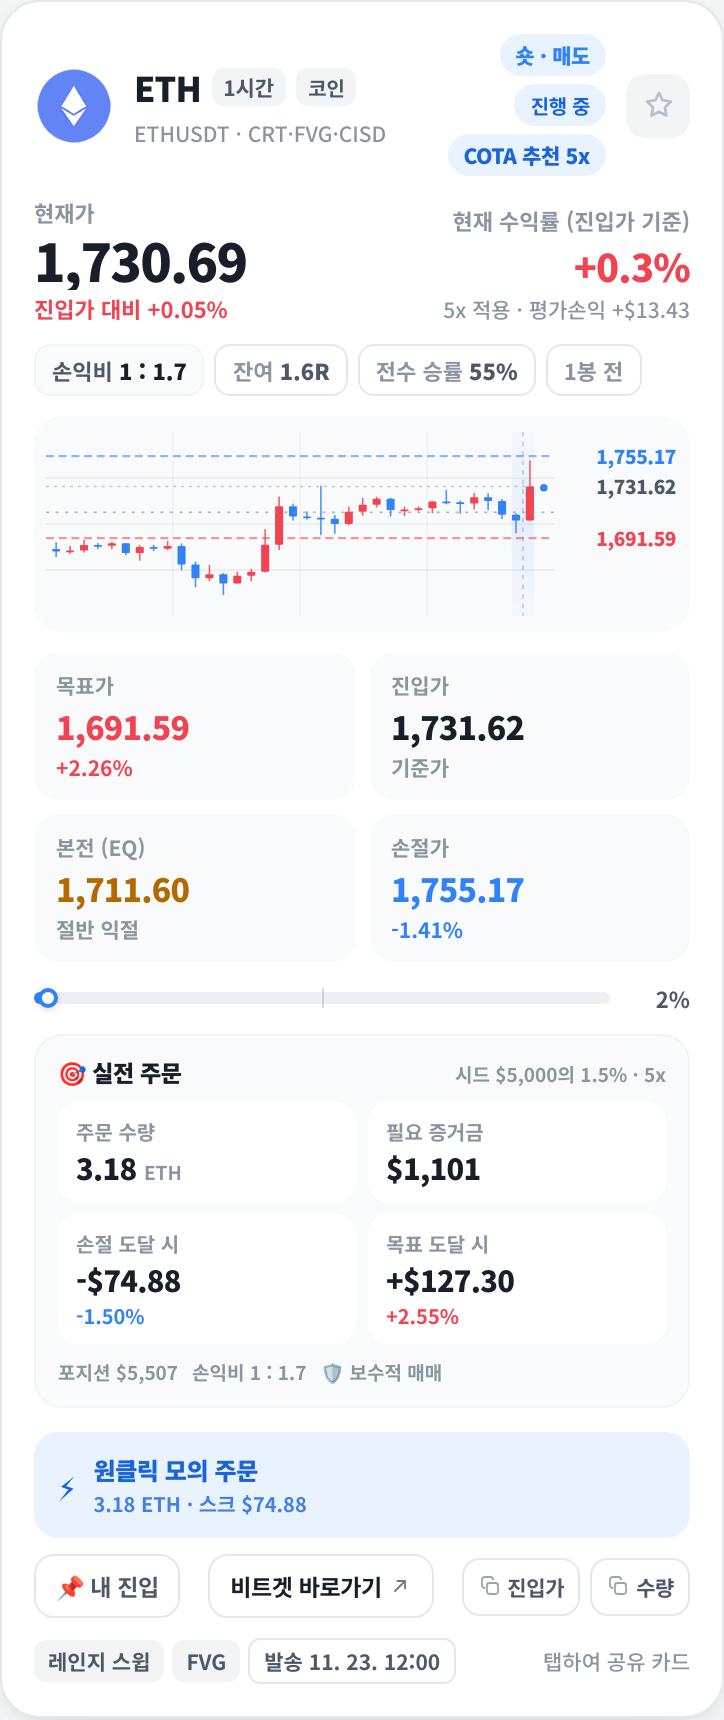 ETH 1시간 코인
ETHUSDT · CRT·FVG·CISD
숏 · 매도
진행 중
COTA 추천 5x
현재가
1,730.69
진입가 대비 +0.05%
현재 수익률 (진입가 기준)
+0.3%
5x 적용 · 평가손익 +$13.43
손익비 1 : 1.7 잔여 1.6R 전수 승률 55% 1봉 전
1,755.17
1,731.62
1,691.59
목표가
1,691.59
+2.26%
진입가
1,731.62
기준가
본전 (EQ)
1,711.60
절반 익절
손절가
1,755.17
-1.41%
2%
🎯 실전 주문 시드 $5,000의 1.5% · 5x
주문 수량
3.18 ETH
필요 증거금
$1,101
손절 도달 시
-$74.88
-1.50%
목표 도달 시
+$127.30
+2.55%
포지션 $5,507 손익비 1 : 1.7 🛡️ 보수적 매매
⚡ 원클릭 모의 주문
3.18 ETH · 스크 $74.88
📌 내 진입 비트겟 바로가기 ↗ 진입가 수량
레인지 스윕 FVG 발송 11. 23. 12:00 탭하여 공유 카드